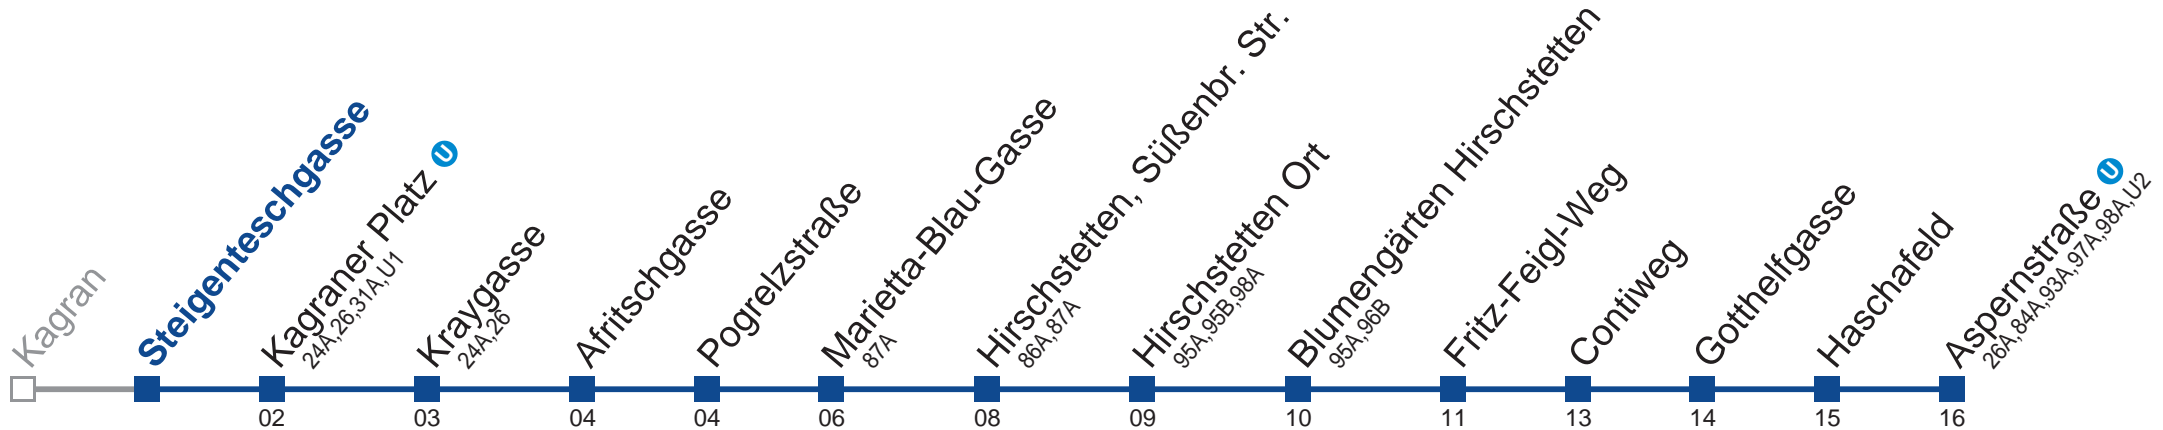 Kagran
Steigenteschgasse
Kagraner Platz U
24A,26,31A,U1
Kraygasse
24A,26
Afritschgasse
Pogrelzstraße
Marietta-Blau-Gasse
87A
Hirschstetten, Süßenbr. Str.
86A,87A
Hirschstetten Ort
95A,95B,98A
Blumengärten Hirschstetten
95A,96B
Fritz-Feigl-Weg
Contiweg
Gotthelfgasse
Haschafeld
Aspernstraße U
26A,84A,93A,97A,98A,U2
02 03 04 04 06 08 09 10 11 13 14 15 16